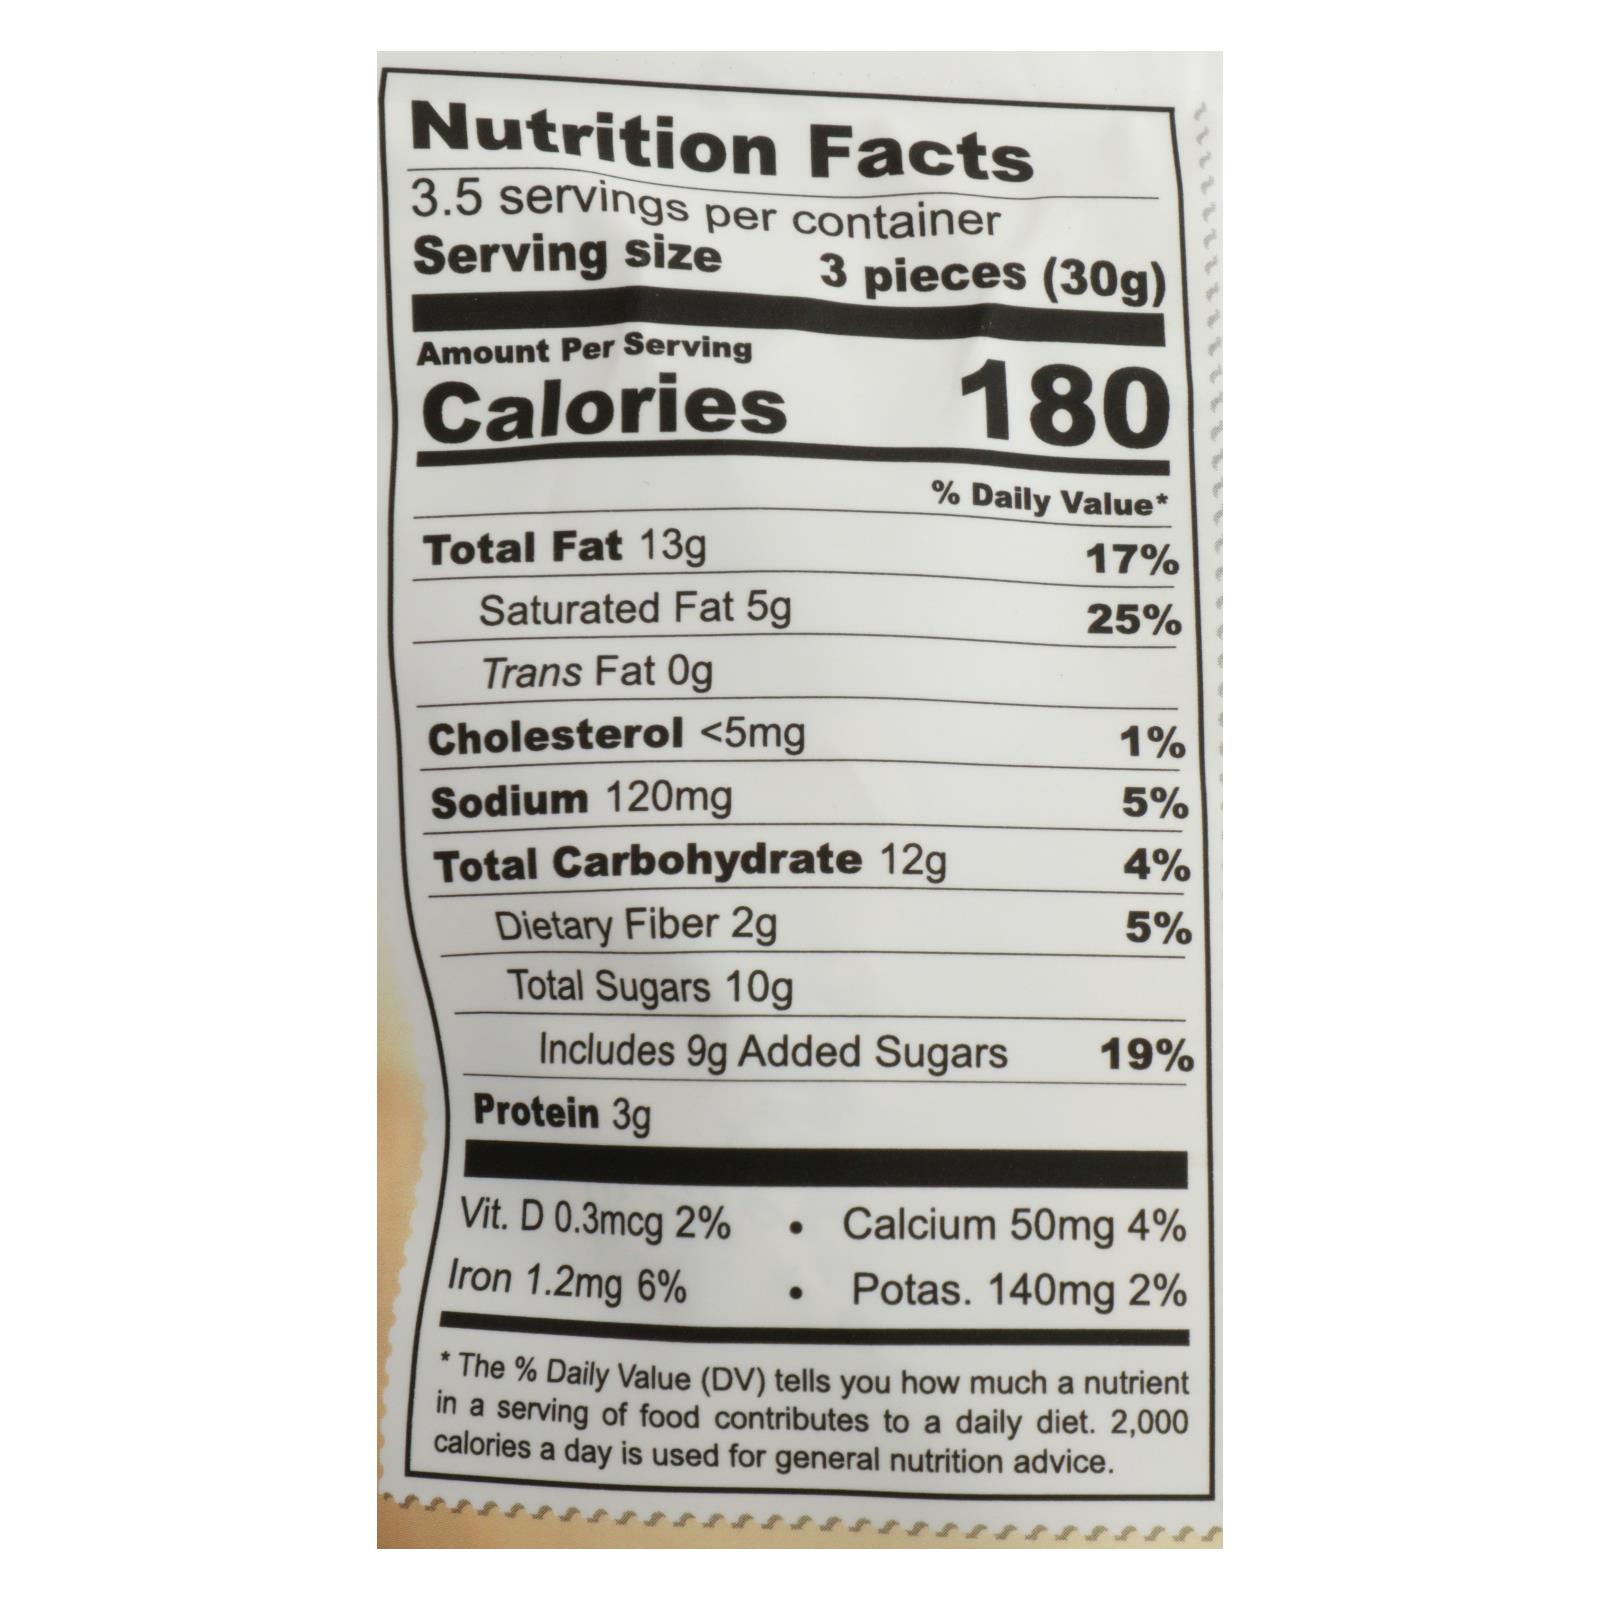 Nutrition Facts
3.5 servings per container
Serving size 3 pieces (30g)
Amount Per Serving
Calories 180
% Daily Value*
Total Fat 13g 17%
Saturated Fat 5g 25%
Trans Fat 0g
Cholesterol <5mg 1%
Sodium 120mg 5%
Total Carbohydrate 12g 4%
Dietary Fiber 2g 5%
Total Sugars 10g
Includes 9g Added Sugars 19%
Protein 3g
Vit. D 0.3mcg 2% • Calcium 50mg 4%
Iron 1.2mg 6% • Potas. 140mg 2%
* The % Daily Value (DV) tells you how much a nutrient
in a serving of food contributes to a daily diet. 2,000
calories a day is used for general nutrition advice.